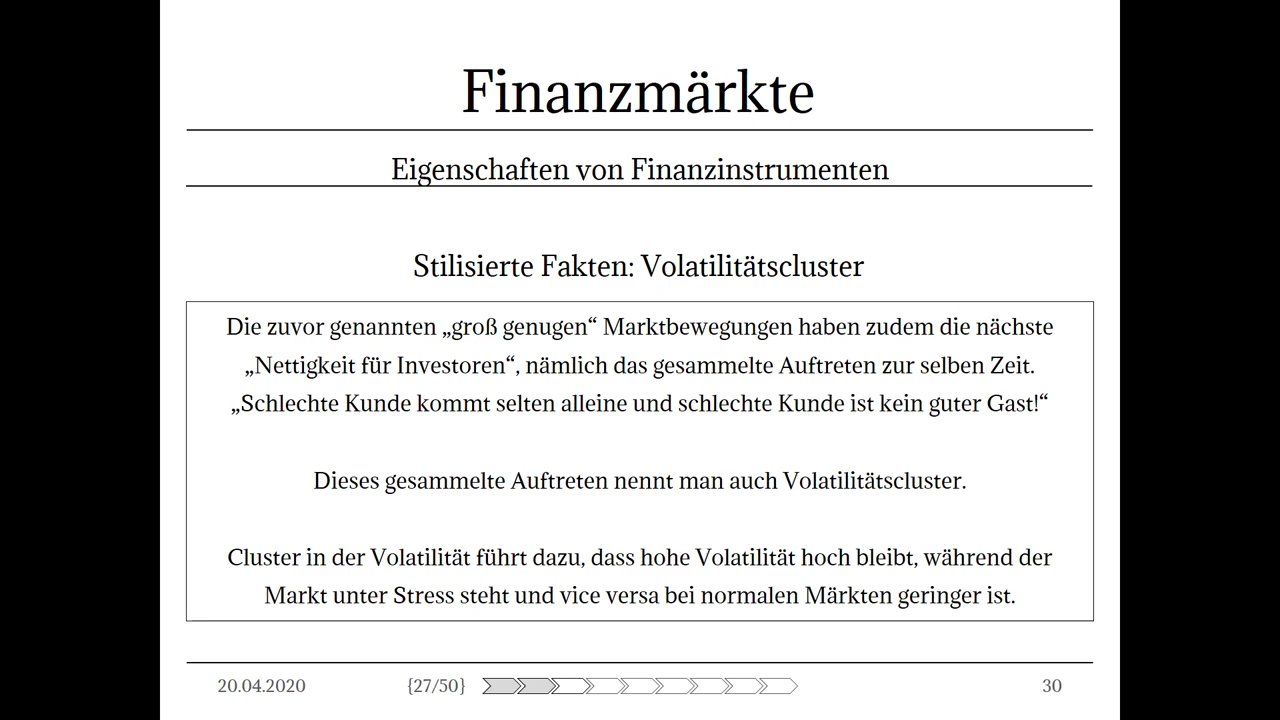 Finanzmärkte
Eigenschaften von Finanzinstrumenten
Stilisierte Fakten: Volatilitätscluster
Die zuvor genannten „groß genugen“ Marktbewegungen haben zudem die nächste
„Nettigkeit für Investoren“, nämlich das gesammelte Auftreten zur selben Zeit.
„Schlechte Kunde kommt selten alleine und schlechte Kunde ist kein guter Gast!“
Dieses gesammelte Auftreten nennt man auch Volatilitätscluster.
Cluster in der Volatilität führt dazu, dass hohe Volatilität hoch bleibt, während der
Markt unter Stress steht und vice versa bei normalen Märkten geringer ist.
20.04.2020 {27/50} 30